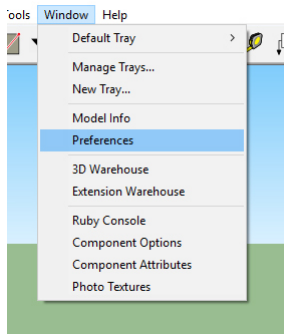 Tools Window Help
Default Tray
Manage Trays...
New Tray...
Model Info
Preferences
3D Warehouse
Extension Warehouse
Ruby Console
Component Options
Component Attributes
Photo Textures